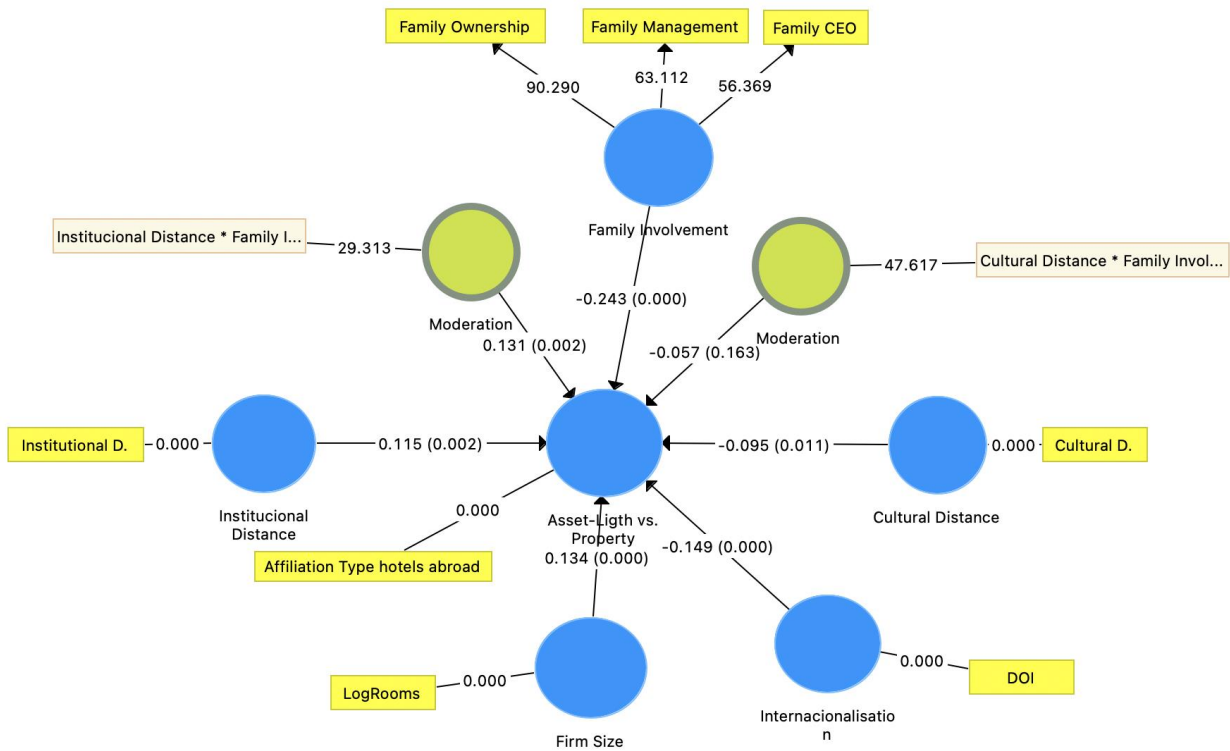 Family Ownership
Family Management
Family CEO
90.290
63.112
56.369
Family Involvement
Institucional Distance * Family I...
29.313
47.617
Cultural Distance * Family Invol...
-0.243 (0.000)
Moderation
0.131 (0.002)
Moderation
-0.057 (0.163)
Institutional D.
0.000
0.115 (0.002)
-0.095 (0.011)
0.000
Cultural D.
Institucional
Distance
0.000
Asset-Ligth vs.
Property
Cultural Distance
Affiliation Type hotels abroad
0.134 (0.000)
-0.149 (0.000)
LogRooms
0.000
0.000
DOI
Firm Size
Internacionalisatio
n